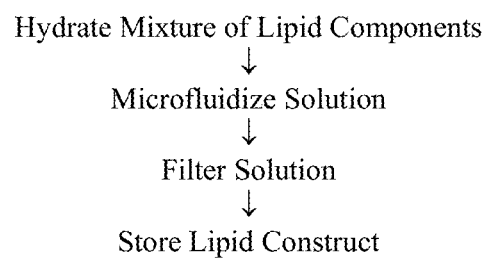 Hydrate Mixture of Lipid Components
↓
Microfluidize Solution
↓
Filter Solution
↓
Store Lipid Construct